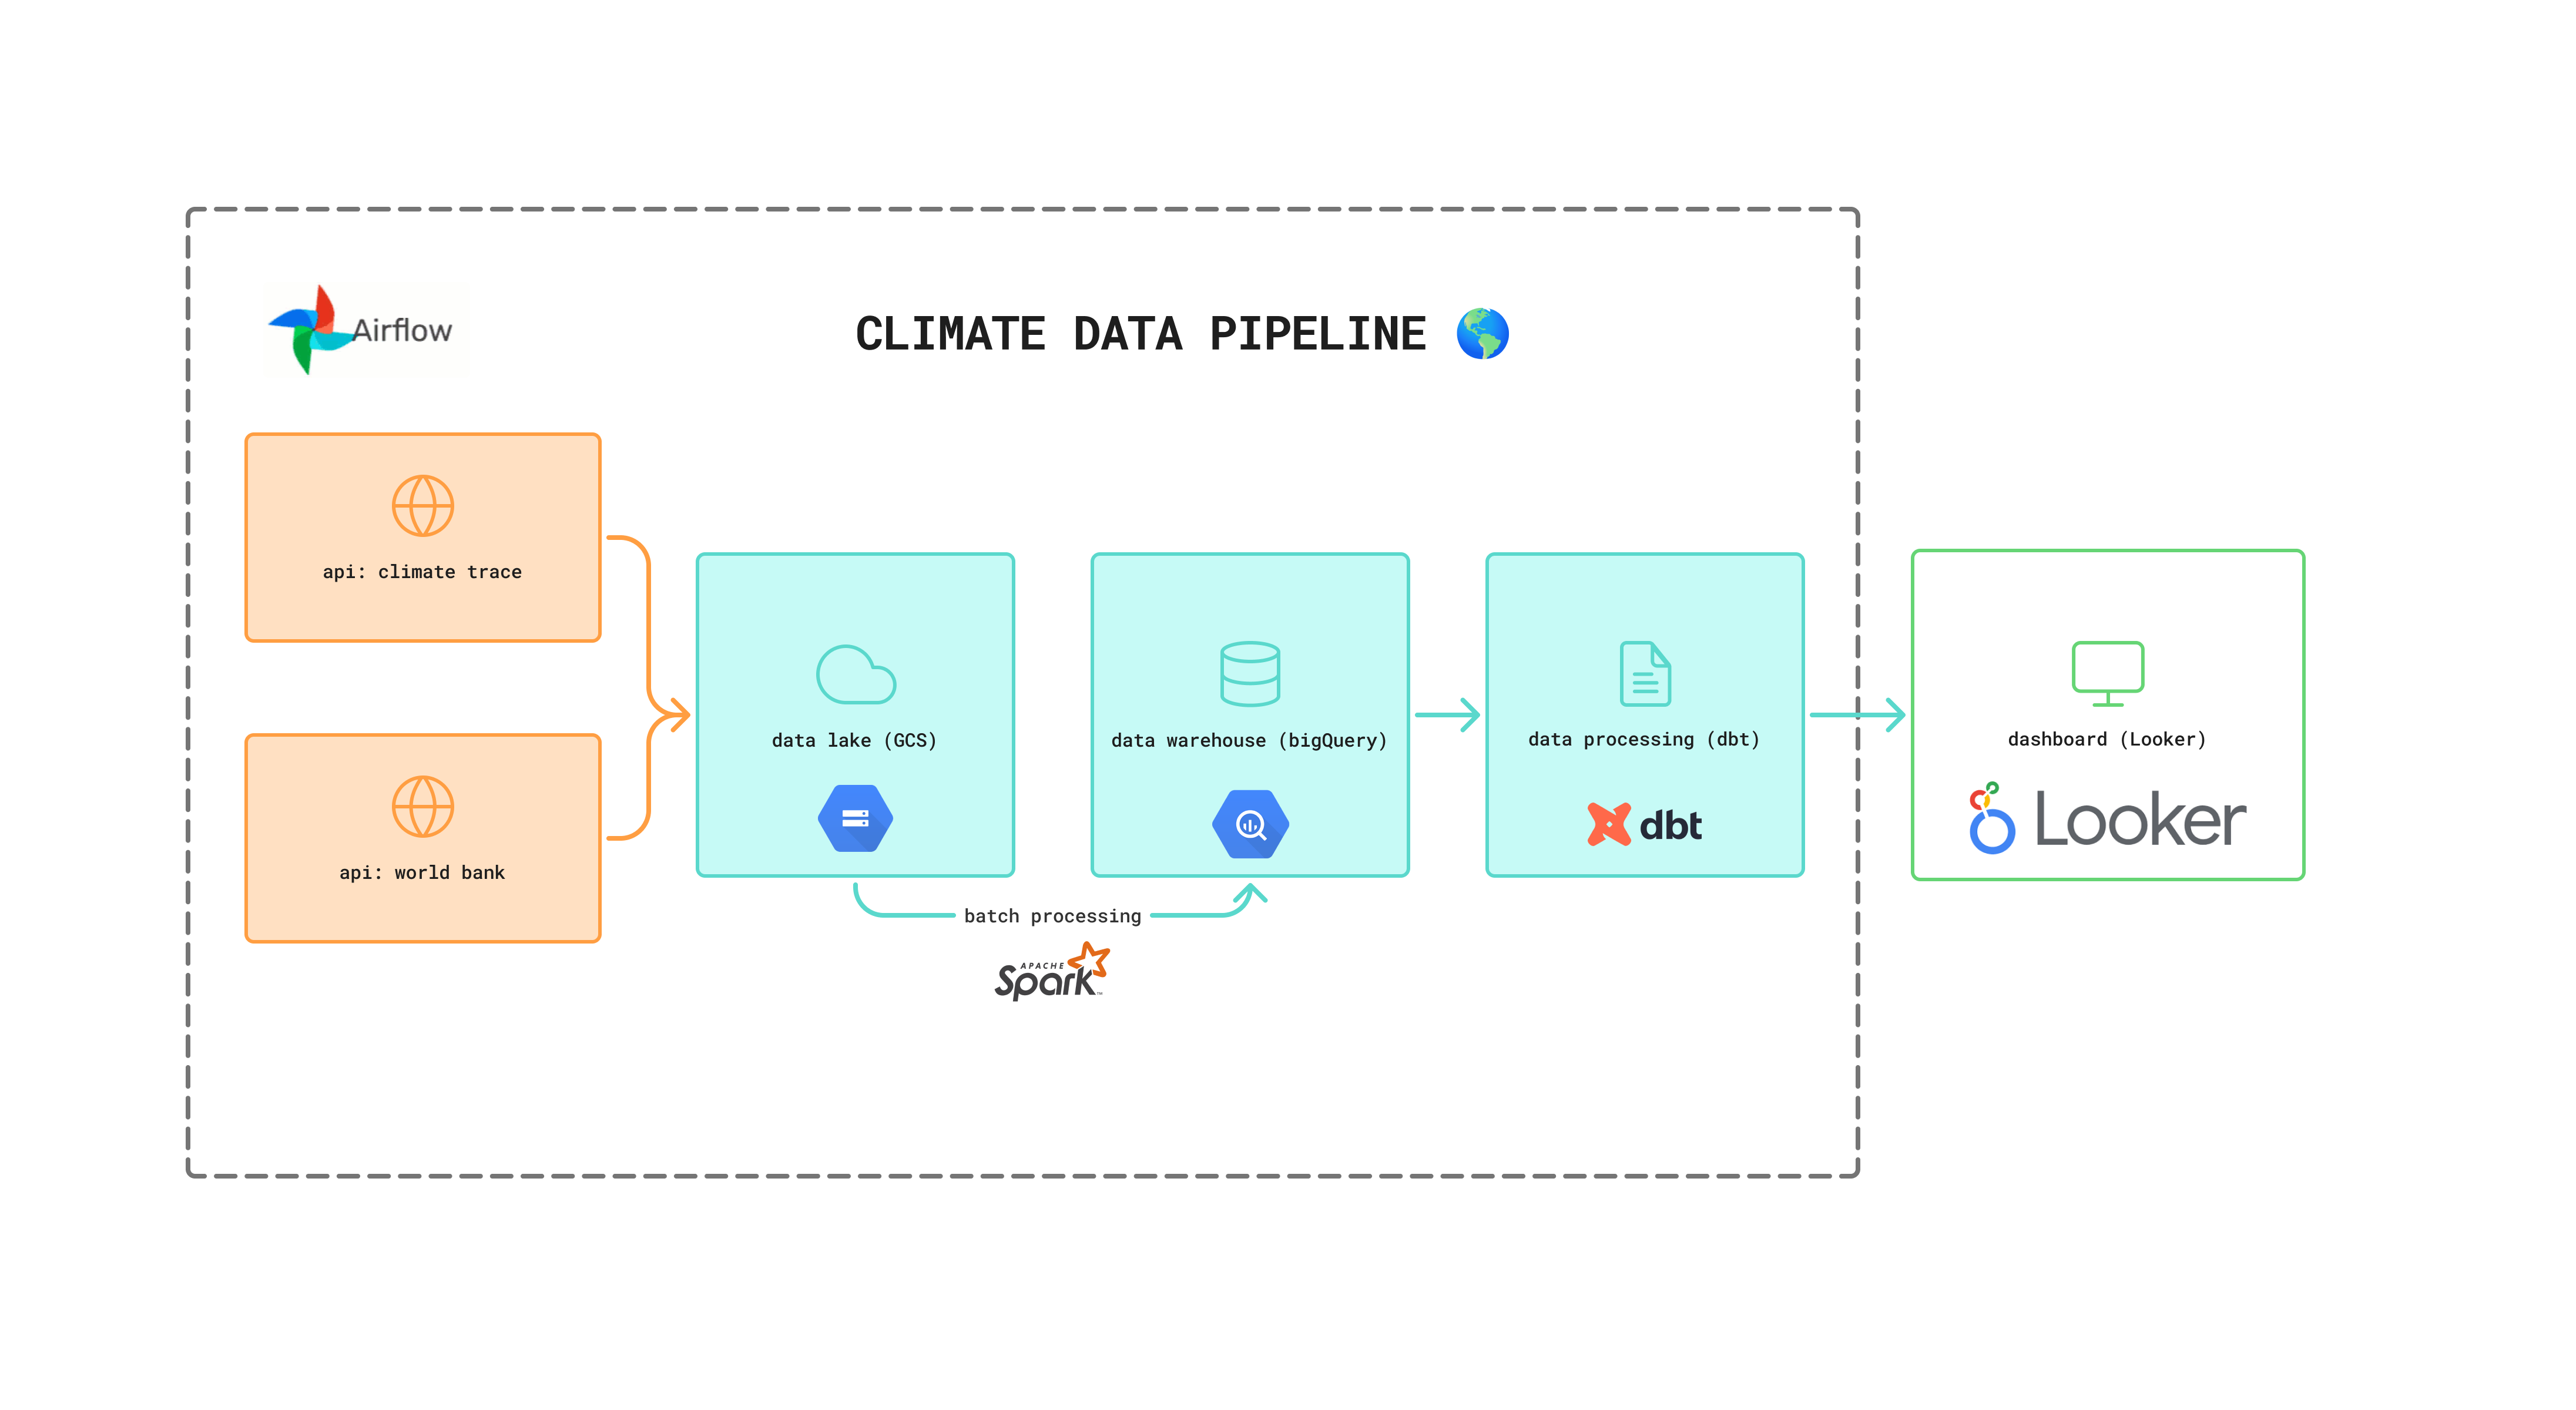 Airflow
CLIMATE DATA PIPELINE
api: climate trace
api: world bank
data lake (GCS)
data warehouse (bigQuery)
data processing (dbt)
dbt
dashboard (Looker)
Looker
batch processing
APACHE
Spark™